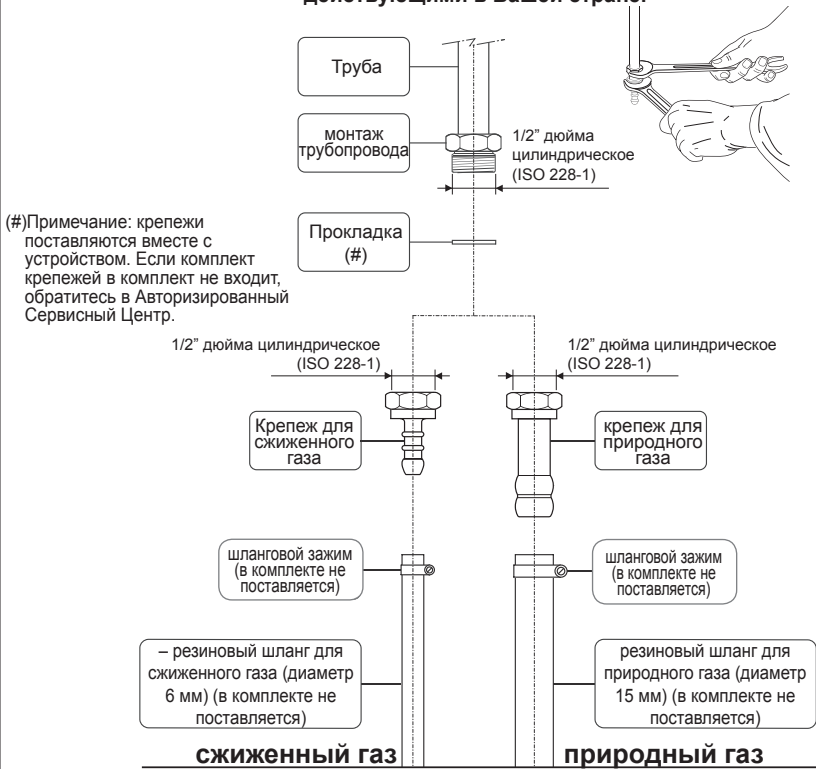 действующими в Вашей стране.
Труба
монтаж
трубопровода
1/2” дюйма
цилиндрическое
(ISO 228-1)
(#)Примечание: крепежи
поставляются вместе с
устройством. Если комплект
крепежей в комплект не входит,
обратитесь в Авторизированный
Сервисный Центр.
Прокладка
(#)
1/2” дюйма цилиндрическое
(ISO 228-1)
1/2” дюйма цилиндрическое
(ISO 228-1)
Крепеж для
сжиженного
газа
крепеж для
природного
газа
шланговой зажим
(в комплекте не
поставляется)
шланговой зажим
(в комплекте не
поставляется)
– резиновый шланг для
сжиженного газа (диаметр
6 мм) (в комплекте не
поставляется)
резиновый шланг для
природного газа (диаметр
15 мм) (в комплекте не
поставляется)
сжиженный газ
природный газ